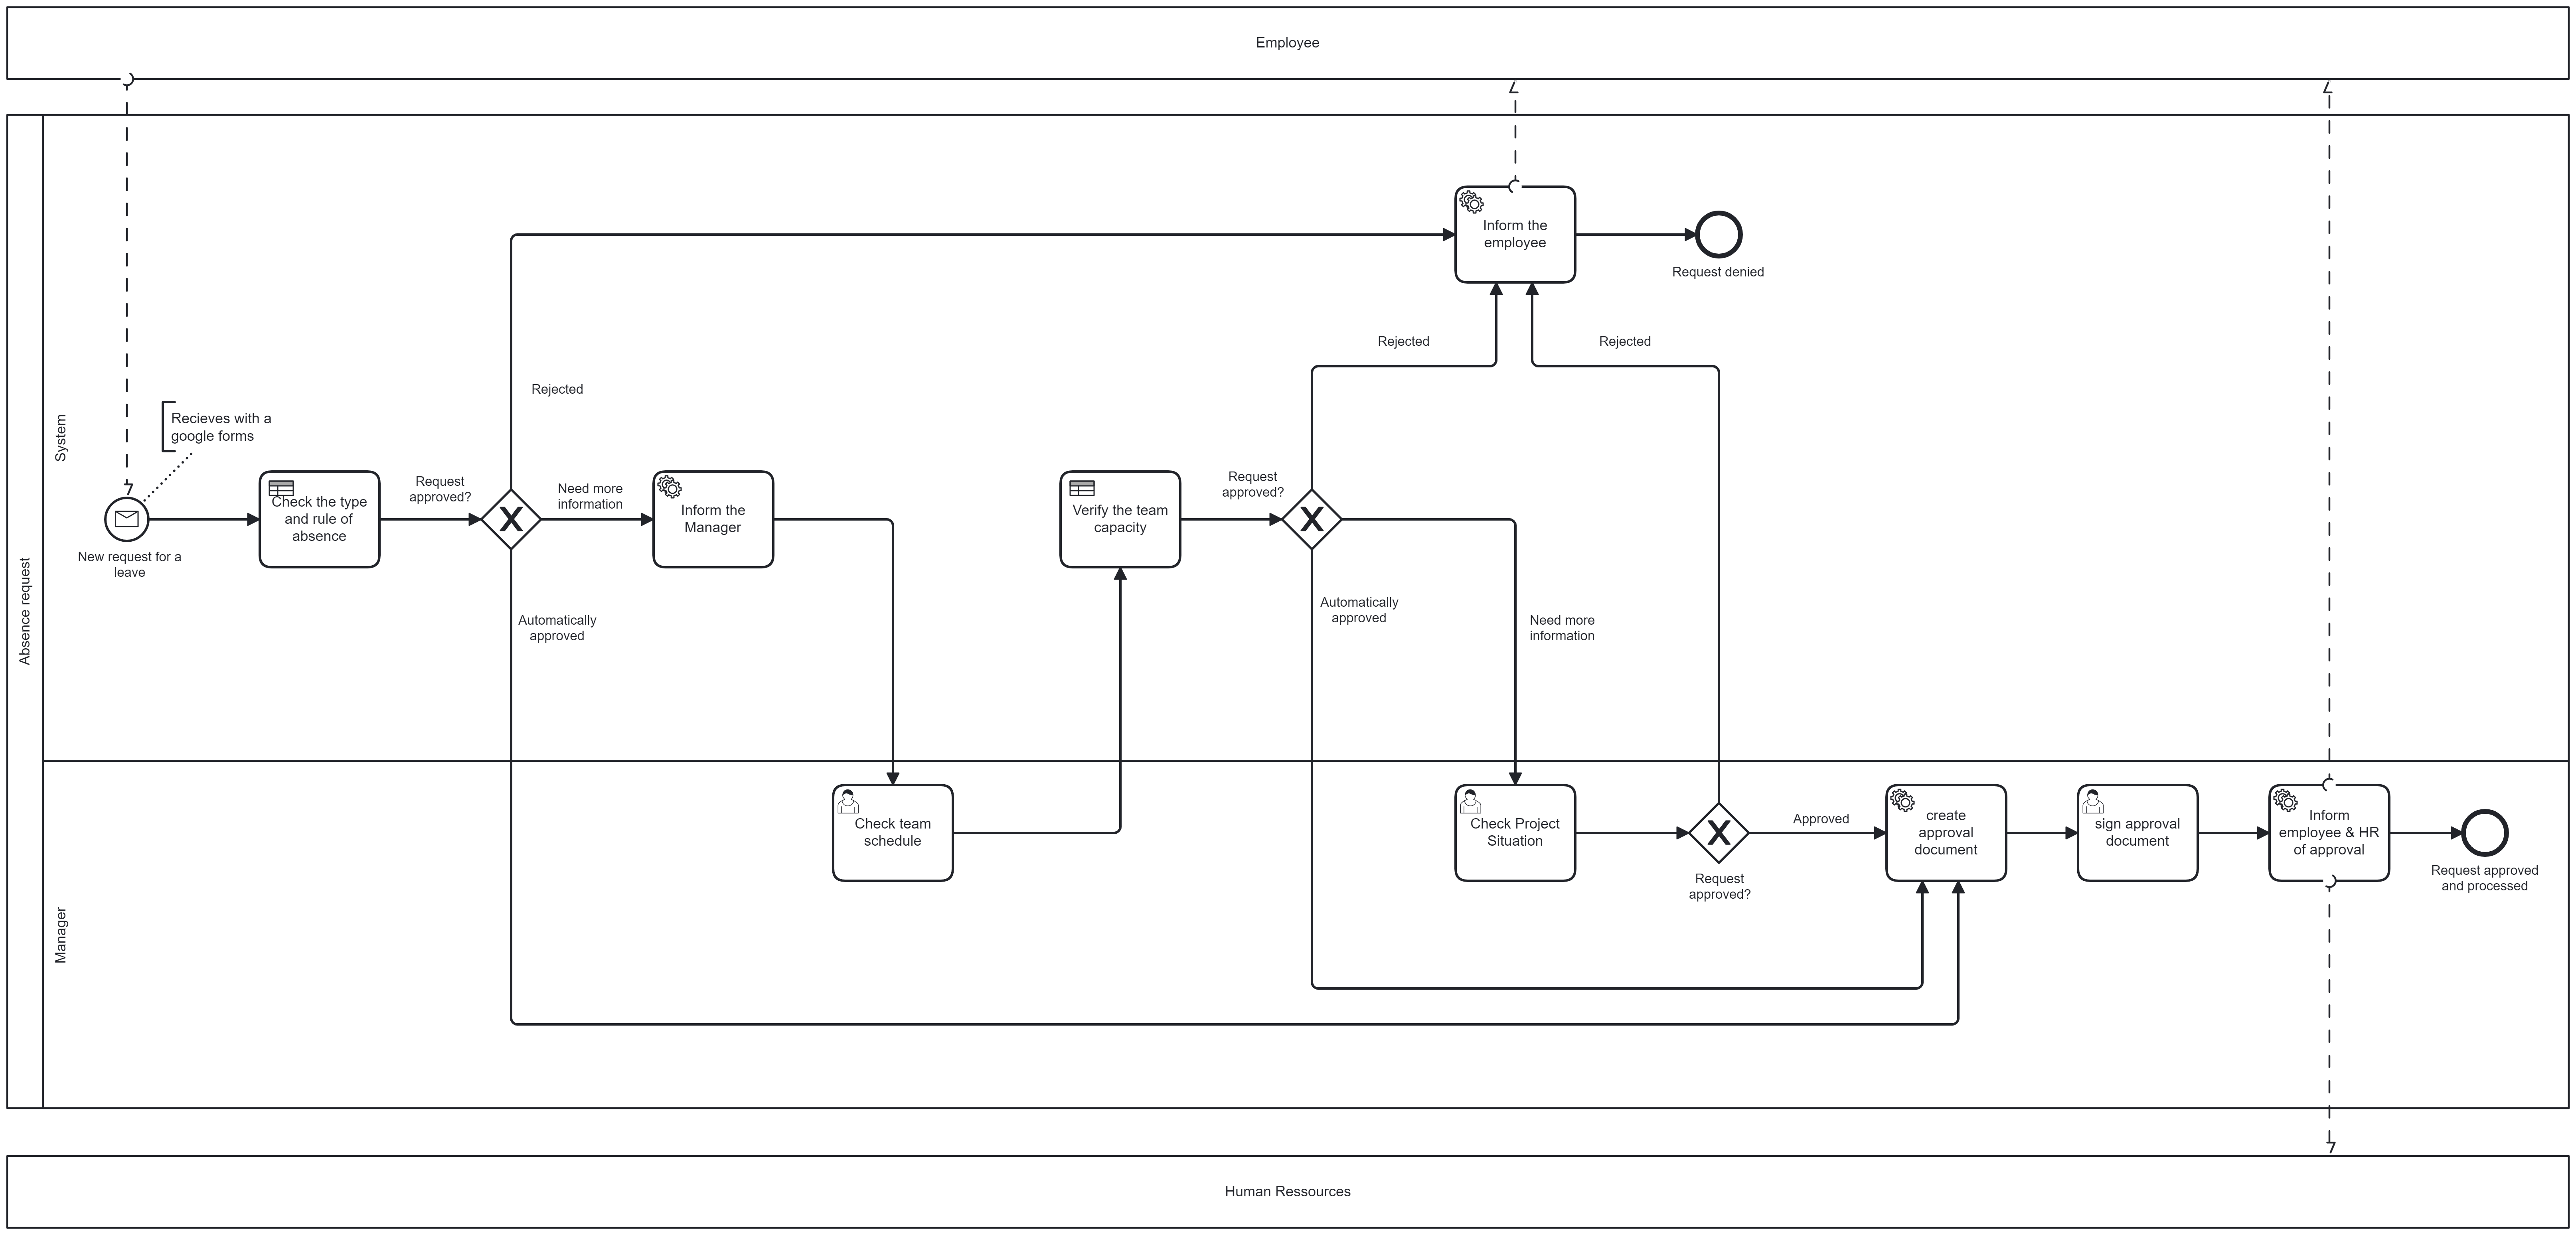 Employee
Absence request
System
Manager
Recieves with a
google forms
New request for a
leave
Check the type
and rule of
absence
Request
approved?
Rejected
Need more
information
Automatically
approved
Inform the
Manager
Check team
schedule
Verify the team
capacity
Request
approved?
Rejected
Automatically
approved
Need more
information
Inform the
employee
Request denied
Rejected
Check Project
Situation
Request
approved?
Approved
create
approval
document
sign approval
document
Inform
employee & HR
of approval
Request approved
and processed
Human Ressources